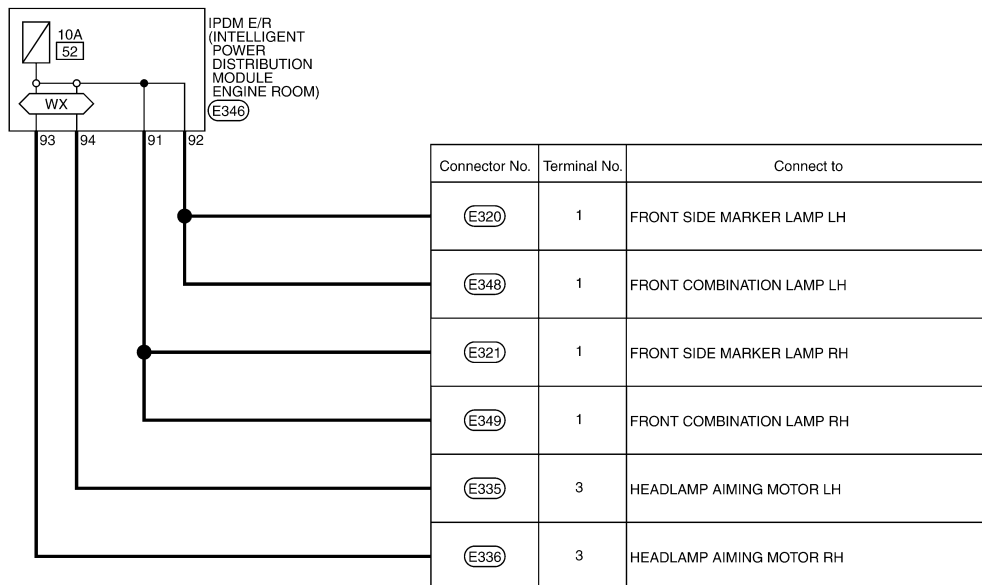 10A
52
IPDM E/R
(INTELLIGENT
POWER
DISTRIBUTION
MODULE
ENGINE ROOM)
E346
WX
93 94 91 92
Connector No. Terminal No. Connect to
E320 1 FRONT SIDE MARKER LAMP LH
E348 1 FRONT COMBINATION LAMP LH
E321 1 FRONT SIDE MARKER LAMP RH
E349 1 FRONT COMBINATION LAMP RH
E335 3 HEADLAMP AIMING MOTOR LH
E336 3 HEADLAMP AIMING MOTOR RH